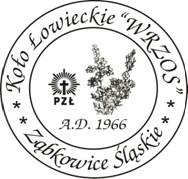 Koło Łowieckie "WRZOS"
PZŁ
A.D. 1966
* Ząbkowice Śląskie *